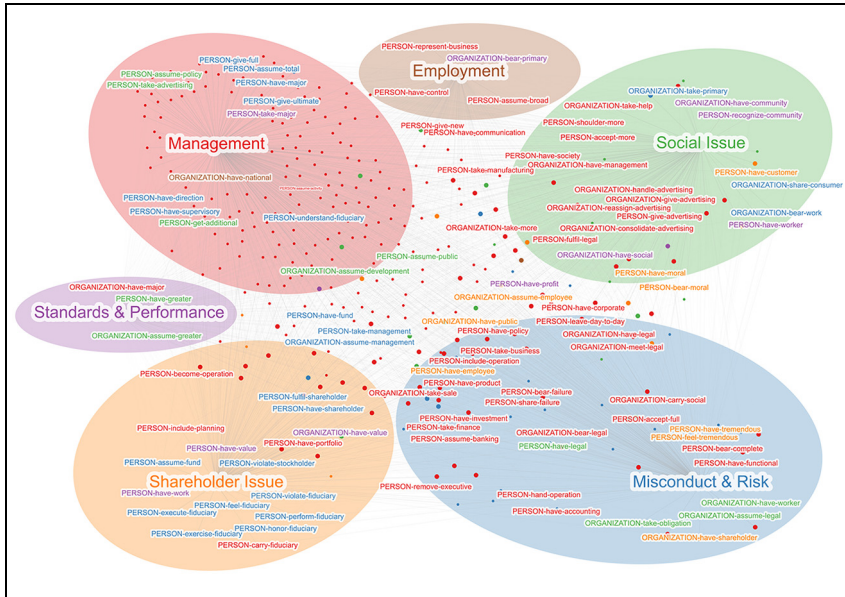 PERSON-represent-business
ORGANIZATION-bear-primary
Employment
PERSON-have-control
PERSON-assume-broad
PERSON-give-full
PERSON-assume-total
PERSON-assume-policy
PERSON-take-advertising
PERSON-have-major
PERSON-give-ultimate
PERSON-take-major
Management
ORGANIZATION-have-national
PERSON-have-direction
PERSON-have-supervisory
PERSON-get-additional
PERSON-understand-fiduciary
ORGANIZATION-assume-development
PERSON-give-new
PERSON-have-communication
PERSON-take-manufacturing
ORGANIZATION-take-more
PERSON-assume-public
ORGANIZATION-take-primary
ORGANIZATION-take-help
ORGANIZATION-have-community
PERSON-recognize-community
PERSON-shoulder-more
PERSON-accept-more
Social Issue
PERSON-have-society
ORGANIZATION-have-management
PERSON-have-customer
ORGANIZATION-share-consumer
ORGANIZATION-handle-advertising
ORGANIZATION-give-advertising
ORGANIZATION-reassign-advertising
PERSON-give-advertising
ORGANIZATION-bear-work
PERSON-have-worker
ORGANIZATION-consolidate-advertising
PERSON-fulfil-legal
ORGANIZATION-have-social
PERSON-have-moral
PERSON-bear-moral
ORGANIZATION-have-major
PERSON-have-greater
Standards & Performance
ORGANIZATION-assume-greater
PERSON-have-profit
ORGANIZATION-assume-employee
PERSON-have-corporate
PERSON-have-fund
PERSON-take-management
ORGANIZATION-assume-management
ORGANIZATION-have-public
PERSON-leave-day-to-day
PERSON-have-policy
ORGANIZATION-have-legal
ORGANIZATION-meet-legal
PERSON-take-business
PERSON-include-operation
PERSON-have-employee
PERSON-have-product
ORGANIZATION-take-sale
PERSON-bear-failure
PERSON-share-failure
ORGANIZATION-carry-social
PERSON-have-investment
PERSON-take-finance
PERSON-assume-banking
ORGANIZATION-bear-legal
PERSON-have-legal
PERSON-accept-full
PERSON-have-tremendous
PERSON-feel-tremendous
PERSON-bear-complete
PERSON-have-functional
PERSON-remove-executive
Misconduct & Risk
PERSON-hand-operation
PERSON-have-accounting
ORGANIZATION-have-worker
ORGANIZATION-assume-legal
ORGANIZATION-take-obligation
ORGANIZATION-have-shareholder
PERSON-become-operation
PERSON-fulfil-shareholder
PERSON-have-shareholder
PERSON-include-planning
ORGANIZATION-have-value
PERSON-have-value
PERSON-have-portfolio
PERSON-assume-fund
PERSON-violate-stockholder
Shareholder Issue
PERSON-have-work
PERSON-violate-fiduciary
PERSON-feel-fiduciary
PERSON-execute-fiduciary
PERSON-perform-fiduciary
PERSON-honor-fiduciary
PERSON-exercise-fiduciary
PERSON-carry-fiduciary